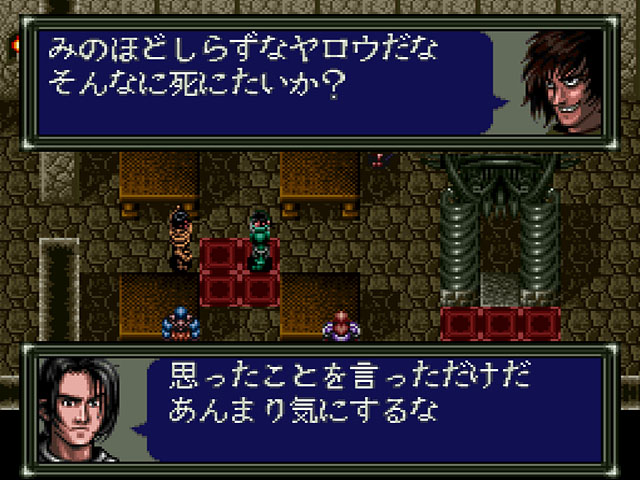 みのほどしらずなヤロウだな
そんなに死にたいか?
思ったことを言っただけだ
あんまり気にするな